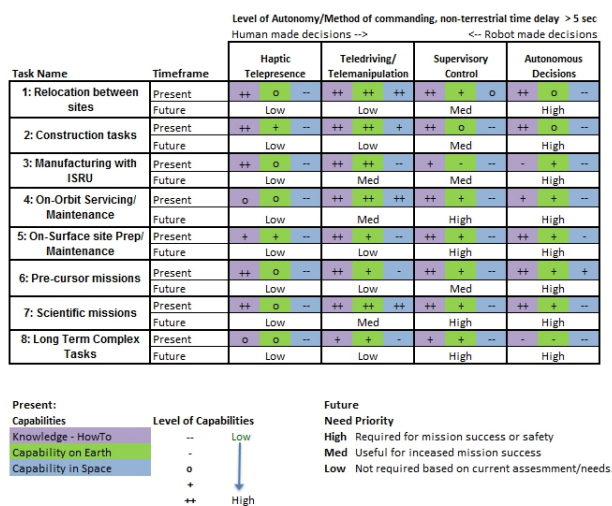 Level of Autonomy/Method of commanding, non-terrestrial time delay > 5 sec
Human made decisions --> <-- Robot made decisions
Task Name Timeframe Haptic Telepresence Teledriving/ Telemanipulation Supervisory Control Autonomous Decisions
1: Relocation between sites
Present ++ o -- ++ ++ ++ ++ + o ++ o --
Future Low Low Med High
2: Construction tasks
Present ++ + -- ++ ++ + ++ o -- ++ o --
Future Low Low Med High
3: Manufacturing with ISRU
Present ++ o -- ++ ++ -- + - -- - + --
Future Low Med Med High
4: On-Orbit Servicing/ Maintenance
Present o o -- ++ ++ ++ ++ + -- + + --
Future Low Med High High
5: On-Surface site Prep/ Maintenance
Present + + -- ++ + -- ++ + -- ++ + -
Future Low Low High High
6: Pre-cursor missions
Present ++ o -- ++ + - ++ + -- ++ + +
Future Low Low Med High
7: Scientific missions
Present ++ o -- ++ ++ ++ ++ + -- ++ + --
Future Low Med High High
8: Long Term Complex Tasks
Present o o -- + + - + + -- - - --
Future Low Low High High
Present:
Capabilities
Knowledge - HowTo
Capability on Earth
Capability in Space
Level of Capabilities
-- Low
-
o
+
++ High
Future
Need Priority
High Required for mission success or safety
Med Useful for inceased mission success
Low Not required based on current assesmment/needs